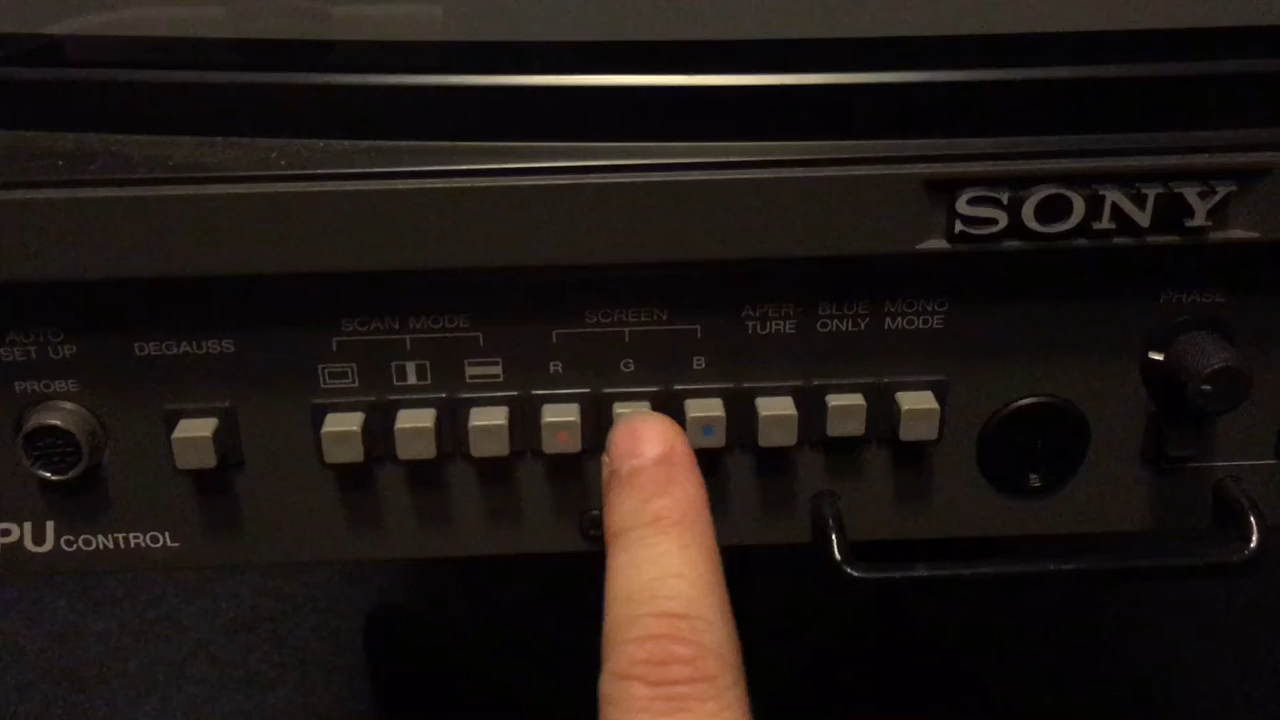 SONY
AUTO
SET UP
PROBE
DEGAUSS
SCAN MODE
SCREEN
R
G
B
APER-
TURE
BLUE
ONLY
MONO
MODE
PHASE
PU CONTROL